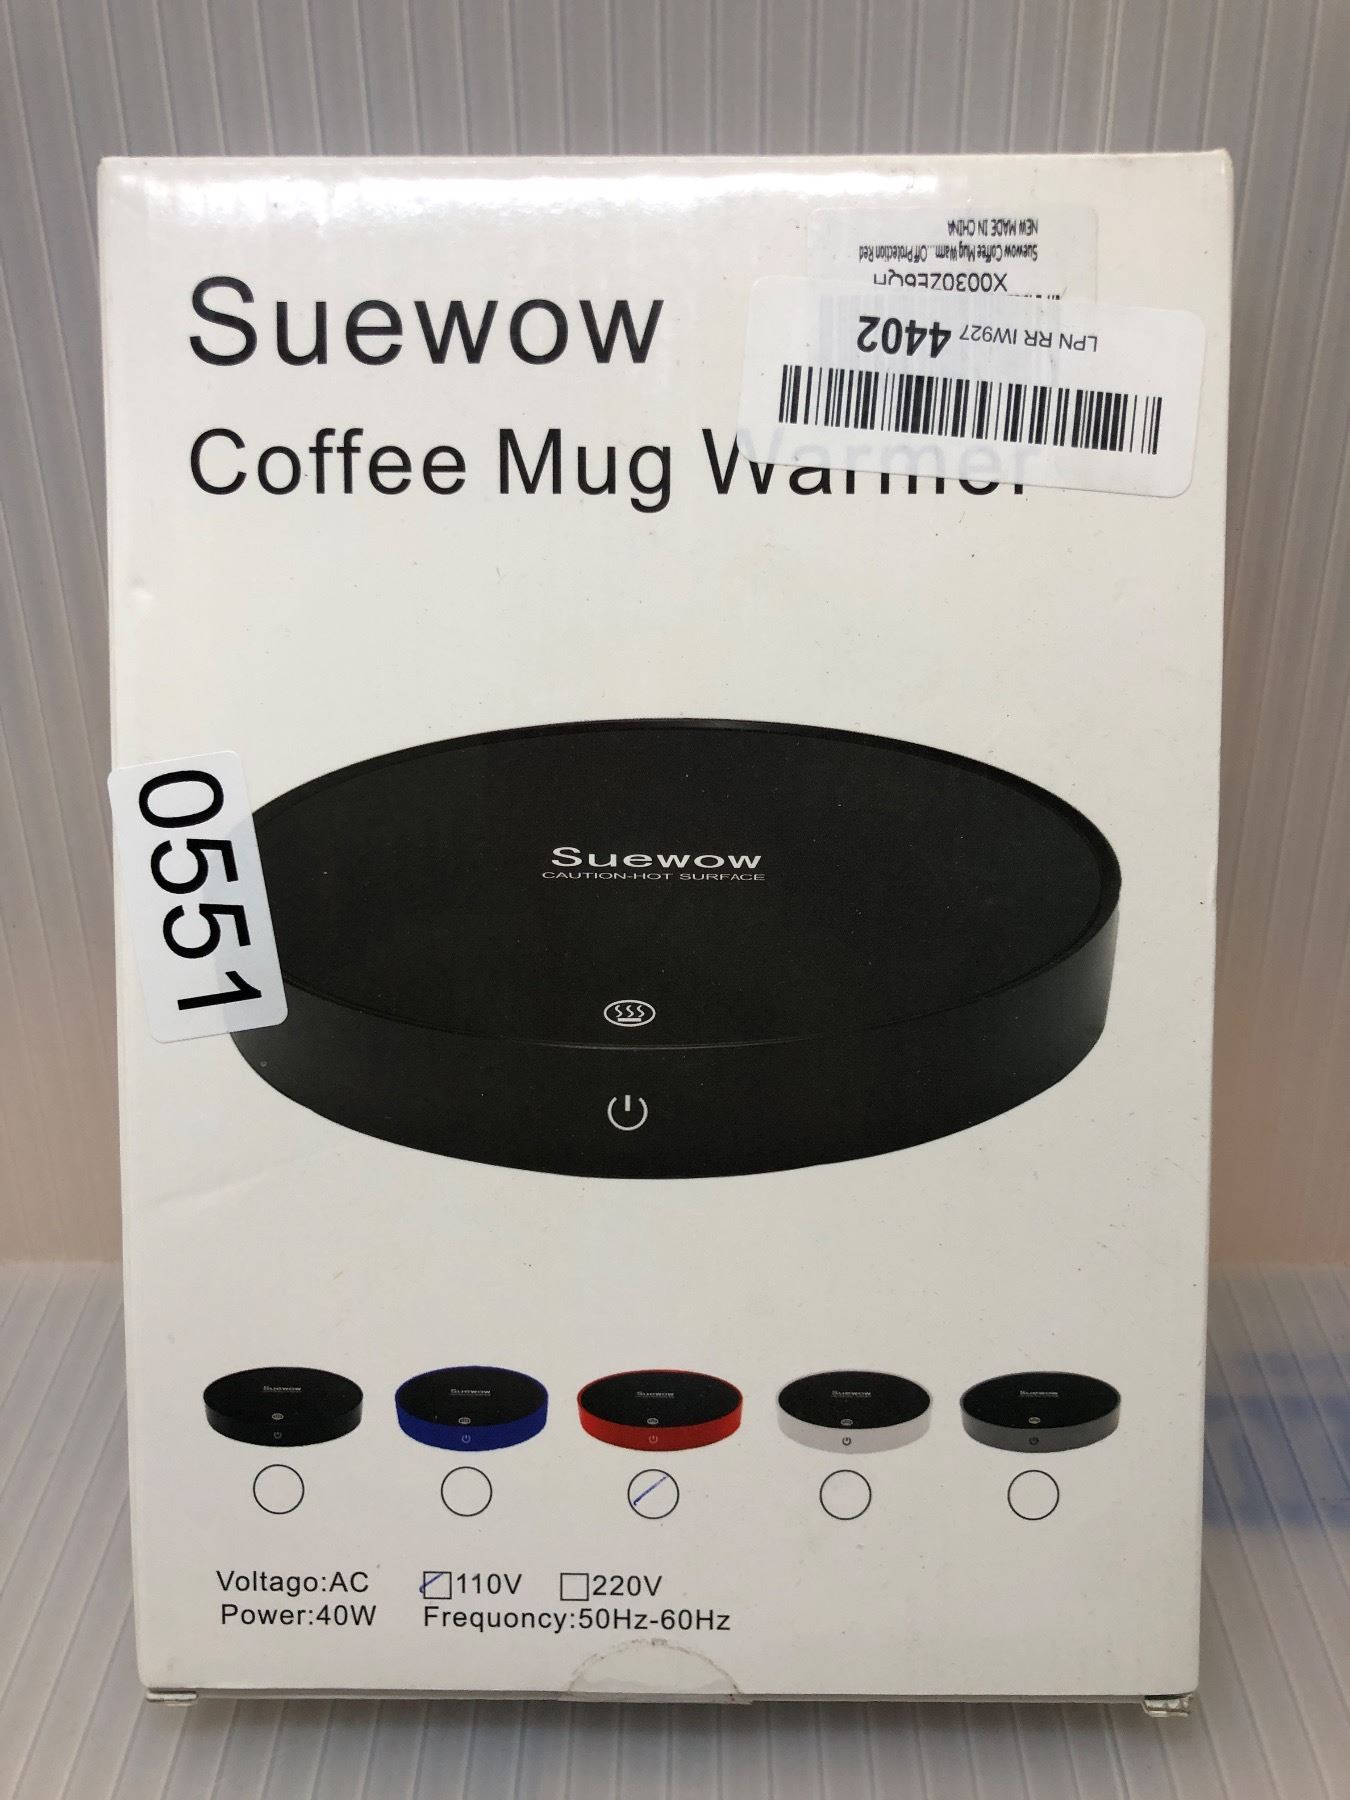 NEW MADE IN CHINA
Suewow Coffee Mug Warm...Off Protection Red
LPN RR IW927 4402
Suewow
Coffee Mug Warmer
0551
Suewow
CAUTION-HOT SURFACE
Suewow
Suewow
Suewow
Suewow
Suewow
Voltago:AC 110V 220V
Power:40W Frequoncy:50Hz-60Hz